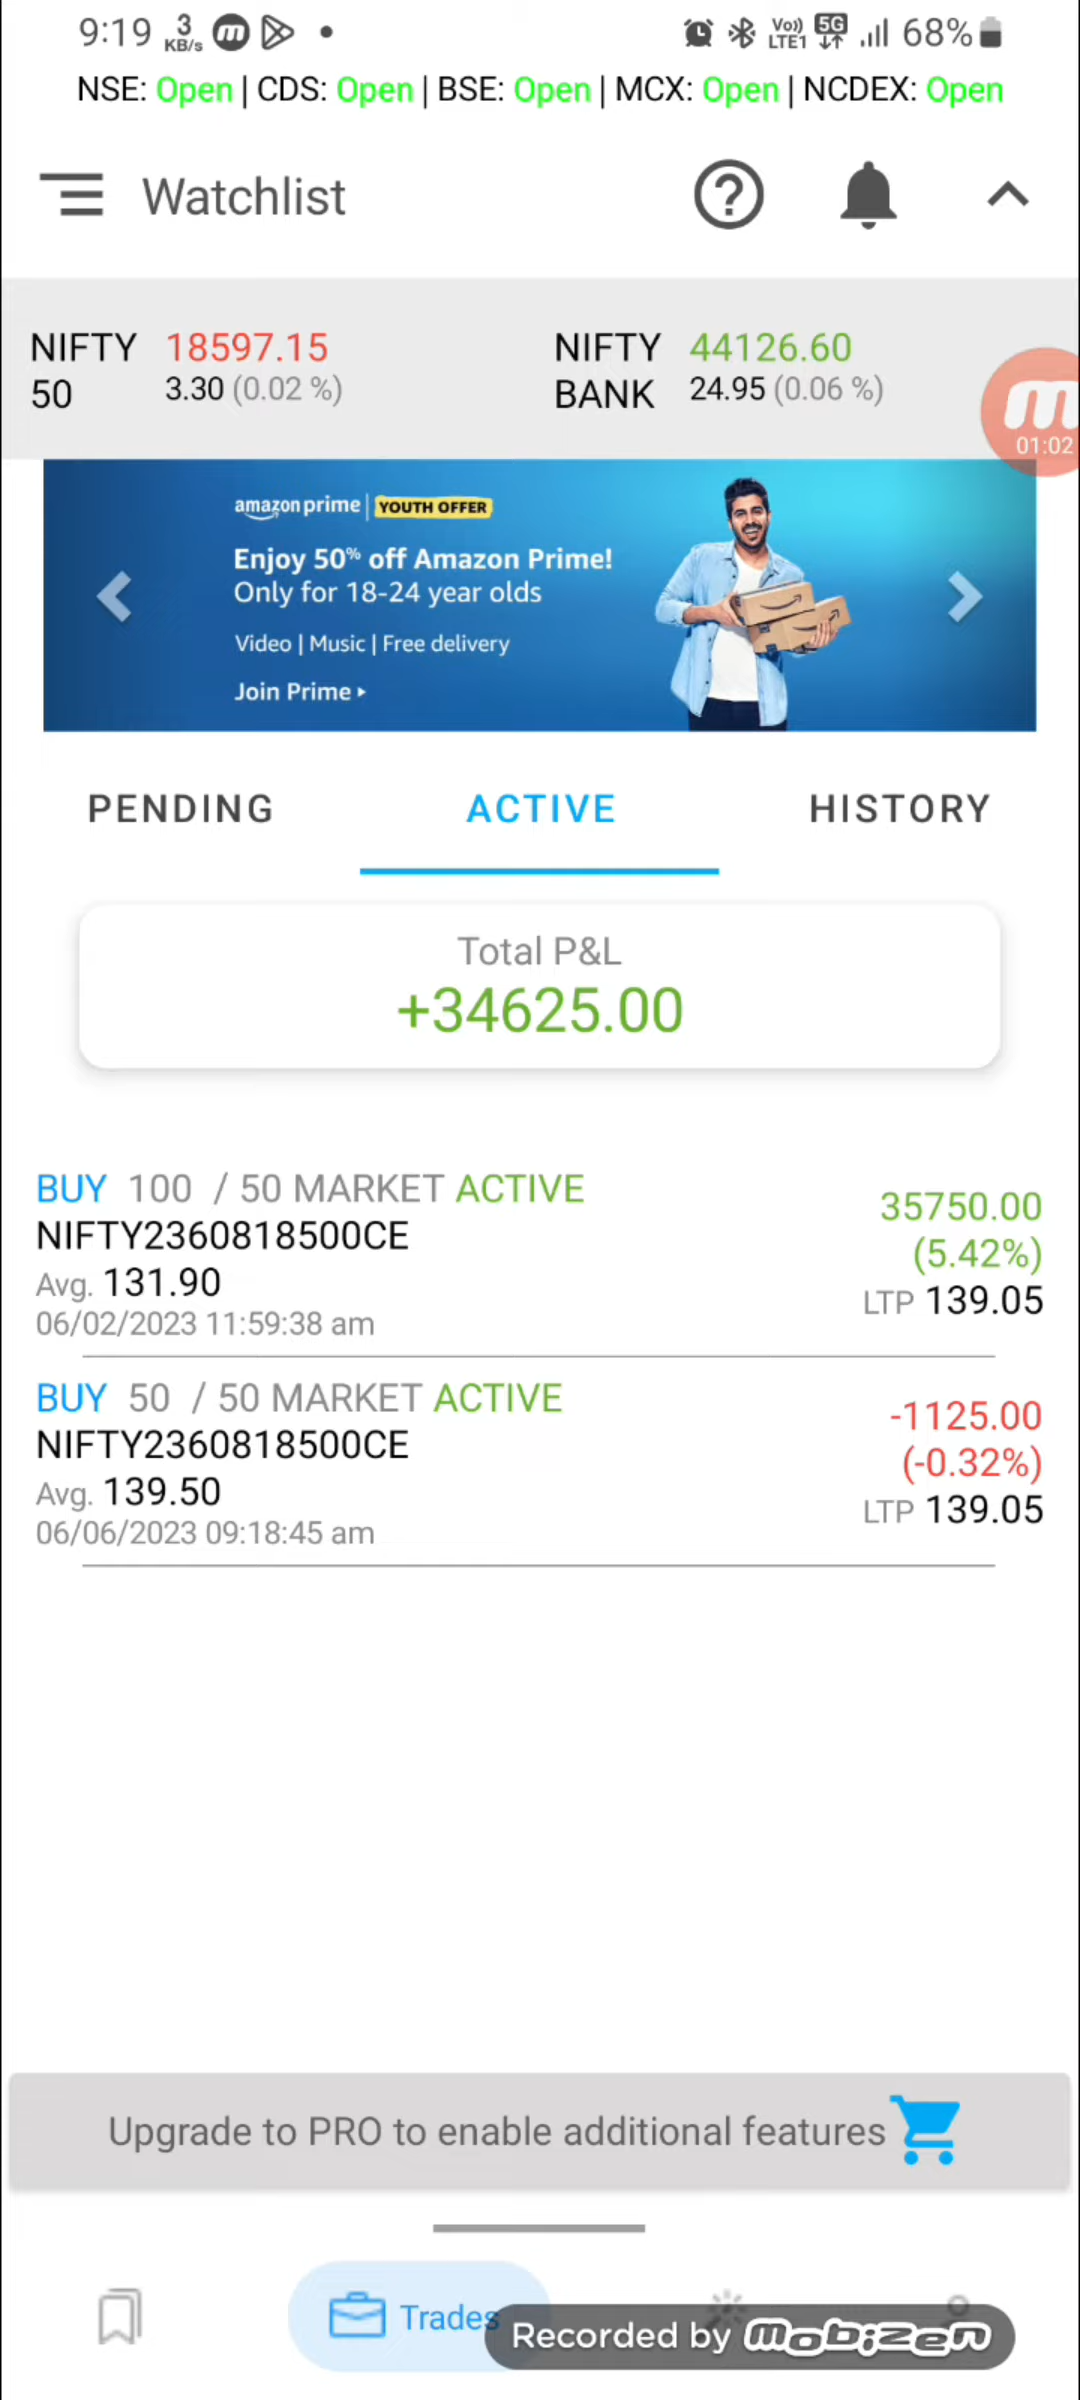 9:19 3 KB/s m Vo)) LTE1 5G 68%
NSE: Open | CDS: Open | BSE: Open | MCX: Open | NCDEX: Open
Watchlist
NIFTY 50 18597.15
3.30 (0.02 %)
NIFTY BANK 44126.60
24.95 (0.06 %)
m
01:02
amazon prime | YOUTH OFFER
Enjoy 50% off Amazon Prime!
Only for 18-24 year olds
Video | Music | Free delivery
Join Prime
PENDING ACTIVE HISTORY
Total P&L
+34625.00
BUY 100 / 50 MARKET ACTIVE
35750.00
NIFTY2360818500CE
(5.42%)
Avg. 131.90
LTP 139.05
06/02/2023 11:59:38 am
BUY 50 / 50 MARKET ACTIVE
-1125.00
NIFTY2360818500CE
(-0.32%)
Avg. 139.50
LTP 139.05
06/06/2023 09:18:45 am
Upgrade to PRO to enable additional features
Trades
Recorded by mobizen